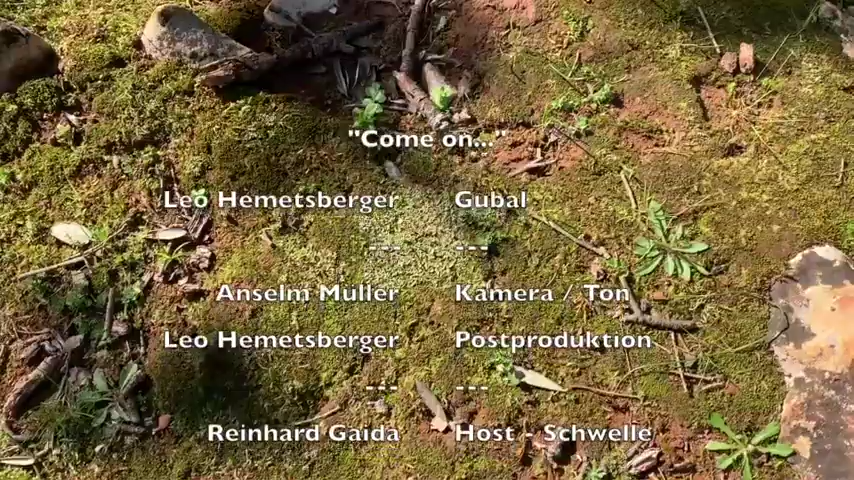 "Come on..."
Leo Hemetsberger Gubal
--- ---
Anselm Müller Kamera / Ton
Leo Hemetsberger Postproduktion
--- ---
Reinhard Gaida Host - Schwelle